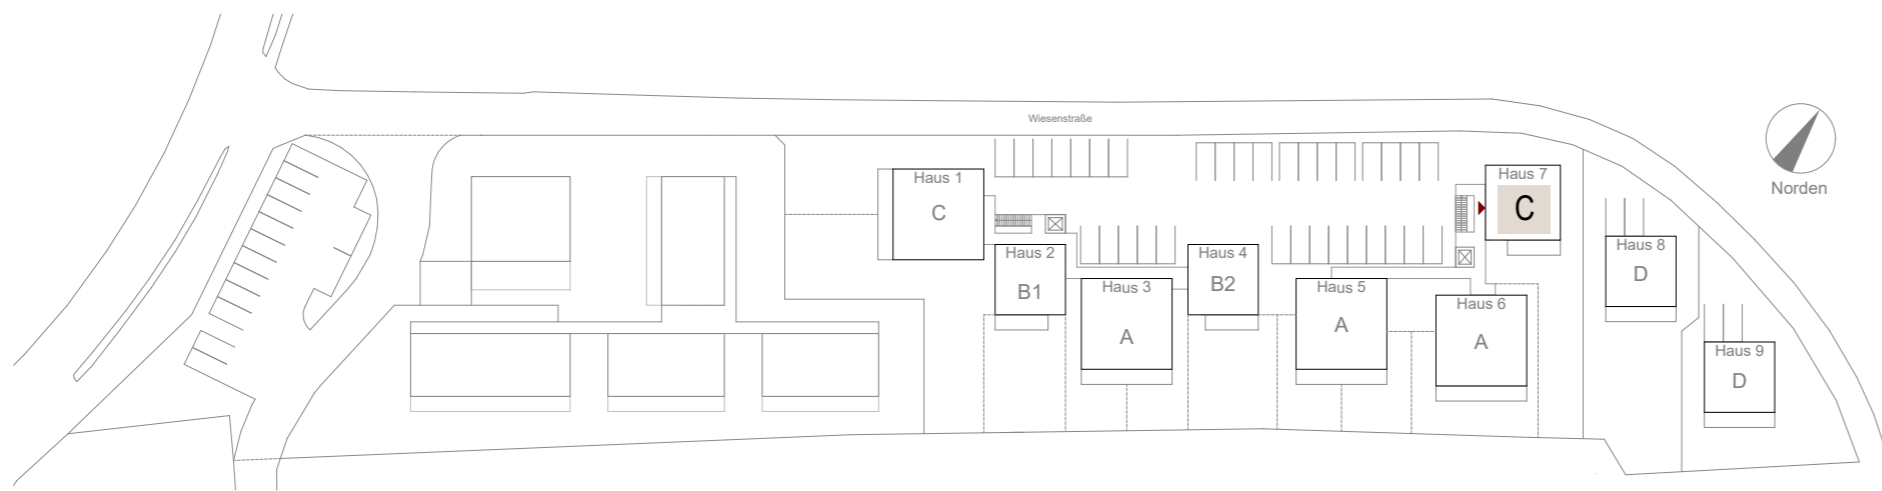 Wiesenstraße
Norden
Haus 1
C
Haus 2
B1
Haus 3
A
Haus 4
B2
Haus 5
A
Haus 6
A
Haus 7
C
Haus 8
D
Haus 9
D